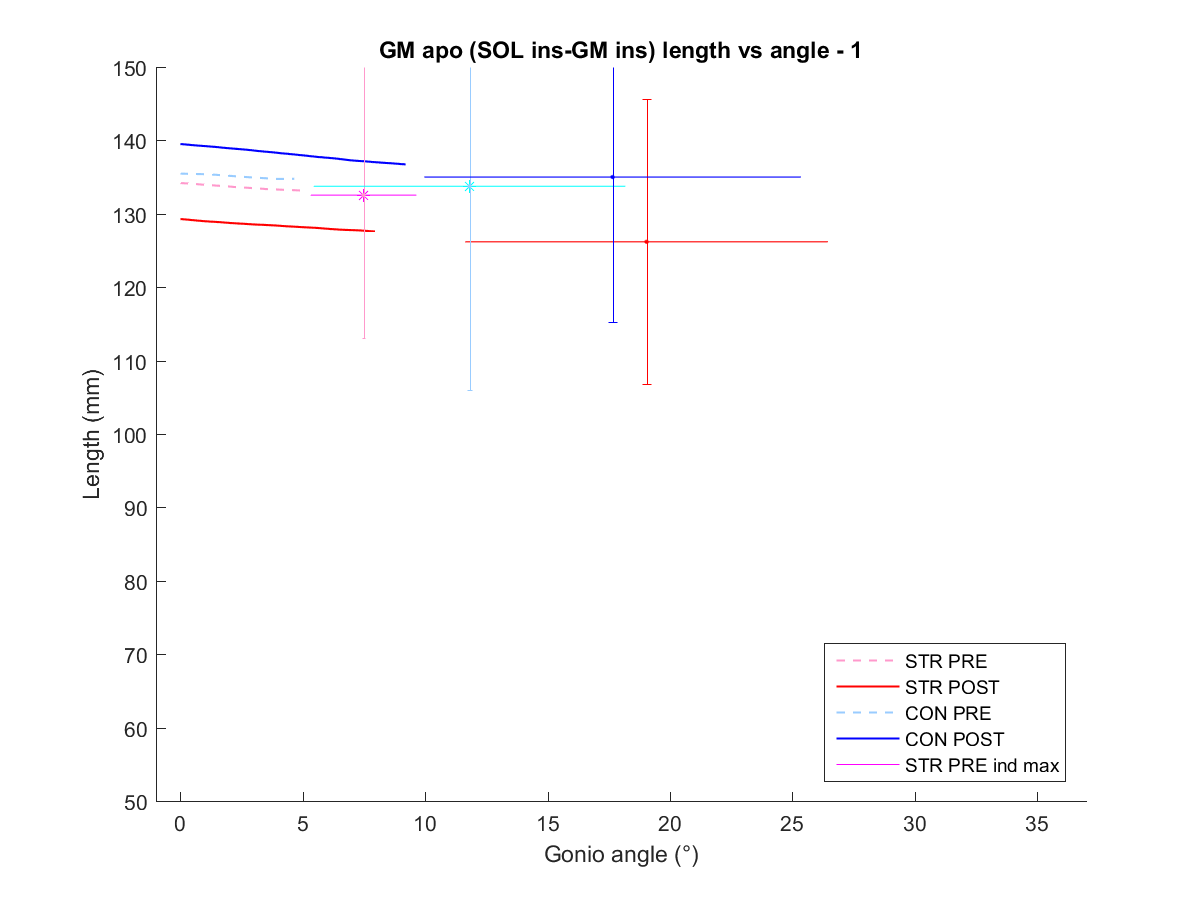 GM apo (SOL ins-GM ins) length vs angle - 1
150
140
130
120
110
100
90
80
70
60
50
Length (mm)
0 5 10 15 20 25 30 35
Gonio angle (°)
STR PRE
STR POST
CON PRE
CON POST
STR PRE ind max